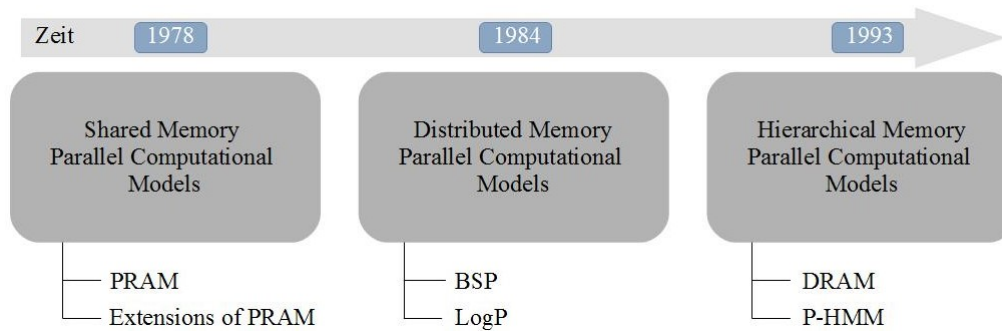 Zeit 1978 1984 1993
Shared Memory
Parallel Computational
Models
PRAM
Extensions of PRAM
Distributed Memory
Parallel Computational
Models
BSP
LogP
Hierarchical Memory
Parallel Computational
Models
DRAM
P-HMM